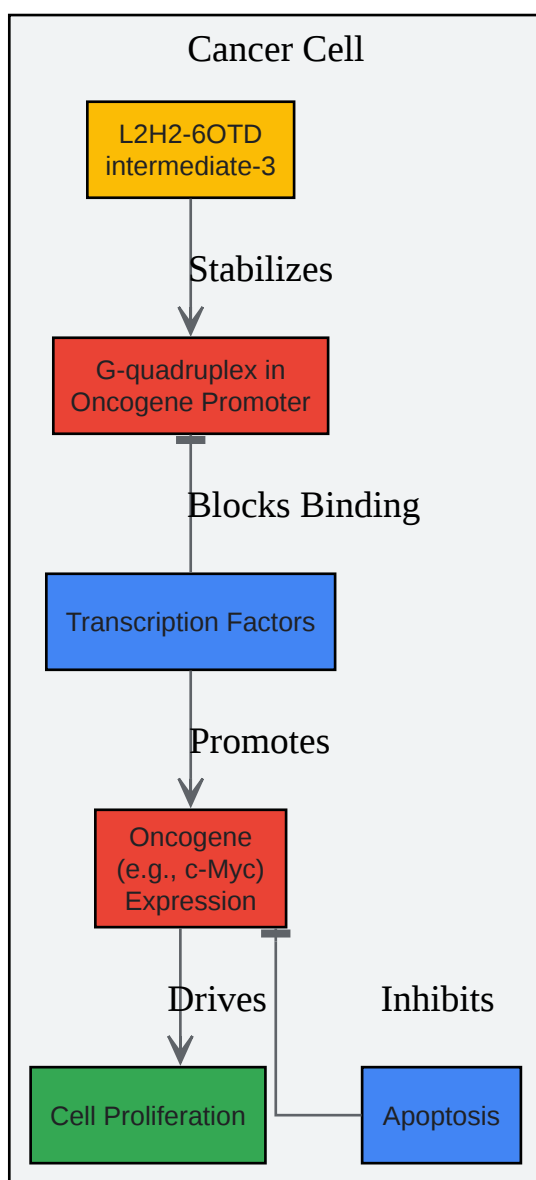 Cancer Cell
L2H2-6OTD
intermediate-3
Stabilizes
G-quadruplex in
Oncogene Promoter
Blocks Binding
Transcription Factors
Promotes
Oncogene
(e.g., c-Myc)
Expression
Drives
Inhibits
Cell Proliferation
Apoptosis